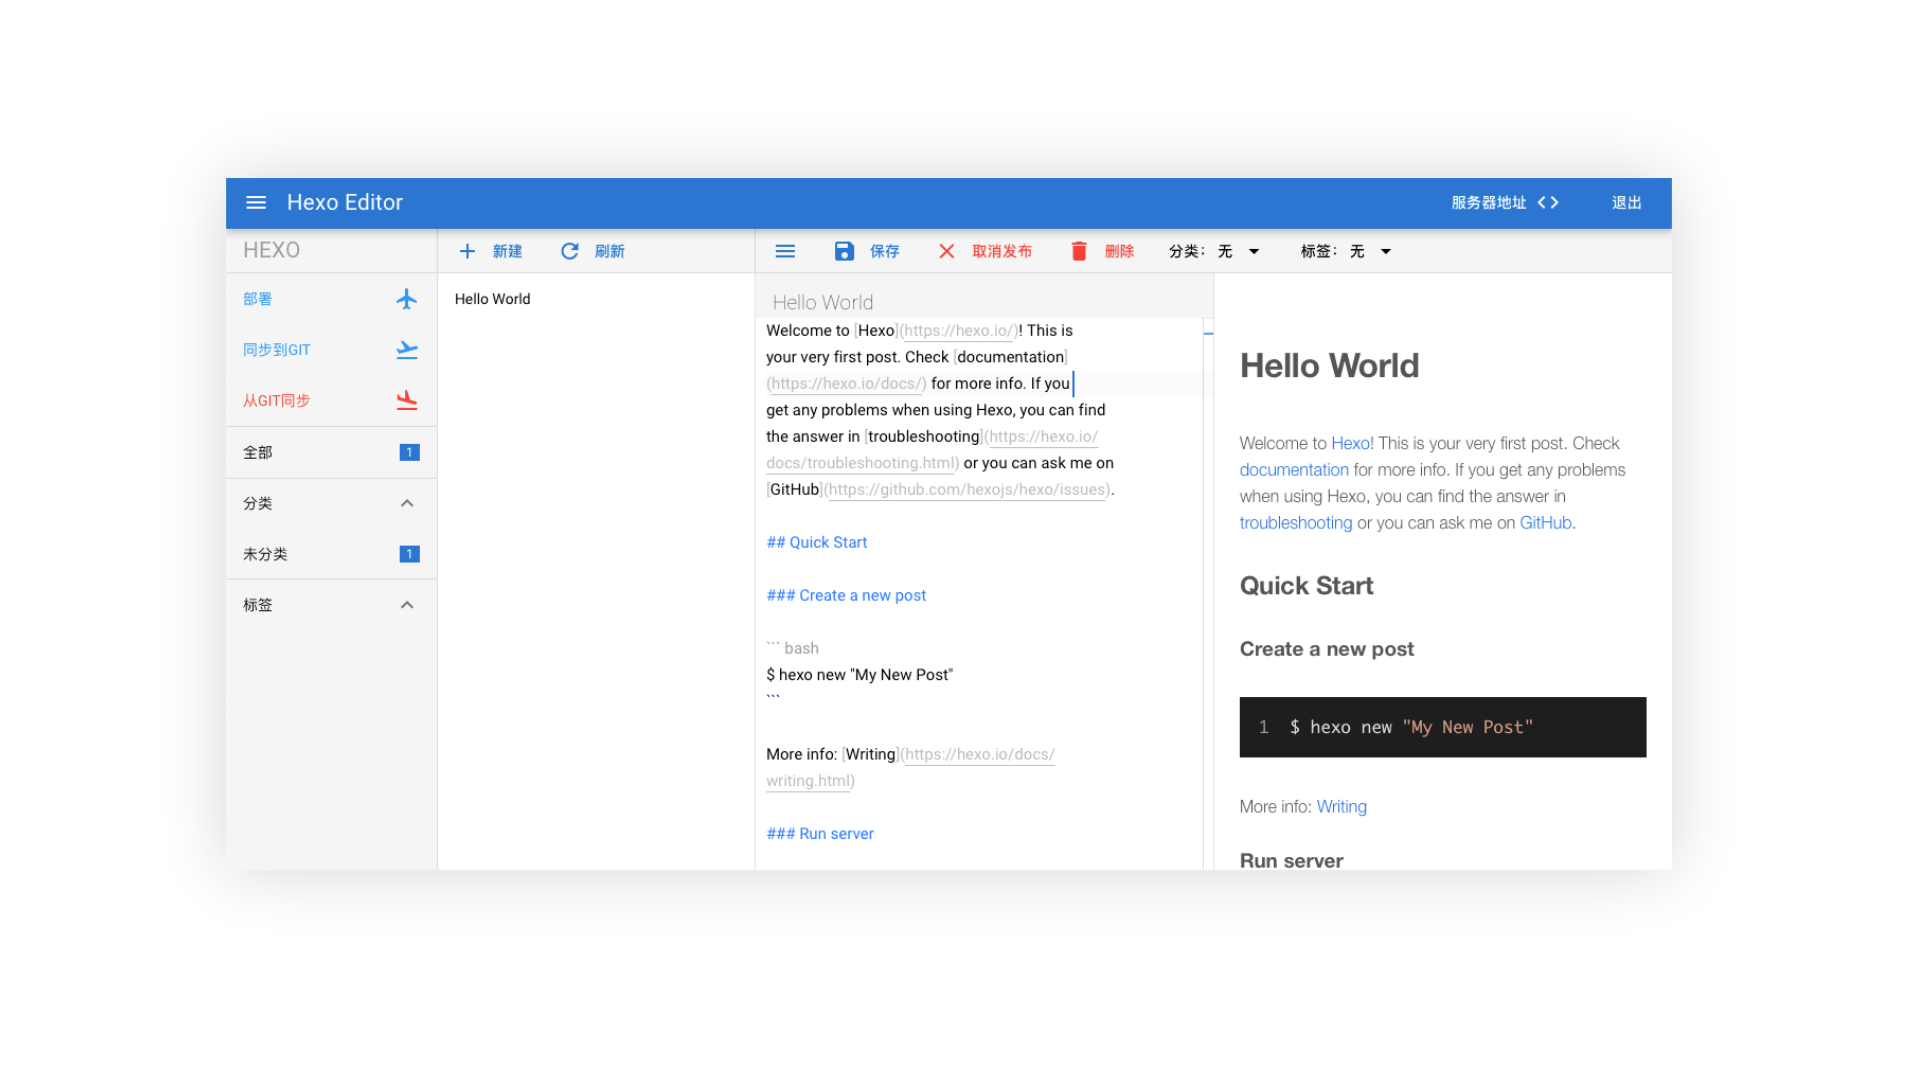 Hexo Editor
服务器地址 <>
退出
HEXO
部署
同步到GIT
从GIT同步
全部 1
分类
未分类 1
标签
新建 刷新
Hello World
保存 取消发布 删除 分类: 无 标签: 无
Hello World
Welcome to [Hexo](https://hexo.io/)! This is
your very first post. Check [documentation]
(https://hexo.io/docs/) for more info. If you
get any problems when using Hexo, you can find
the answer in [troubleshooting](https://hexo.io/
docs/troubleshooting.html) or you can ask me on
[GitHub](https://github.com/hexojs/hexo/issues).
## Quick Start
### Create a new post
``` bash
$ hexo new "My New Post"
```
More info: [Writing](https://hexo.io/docs/
writing.html)
### Run server
Hello World
Welcome to Hexo! This is your very first post. Check
documentation for more info. If you get any problems
when using Hexo, you can find the answer in
troubleshooting or you can ask me on GitHub.
Quick Start
Create a new post
1 $ hexo new "My New Post"
More info: Writing
Run server